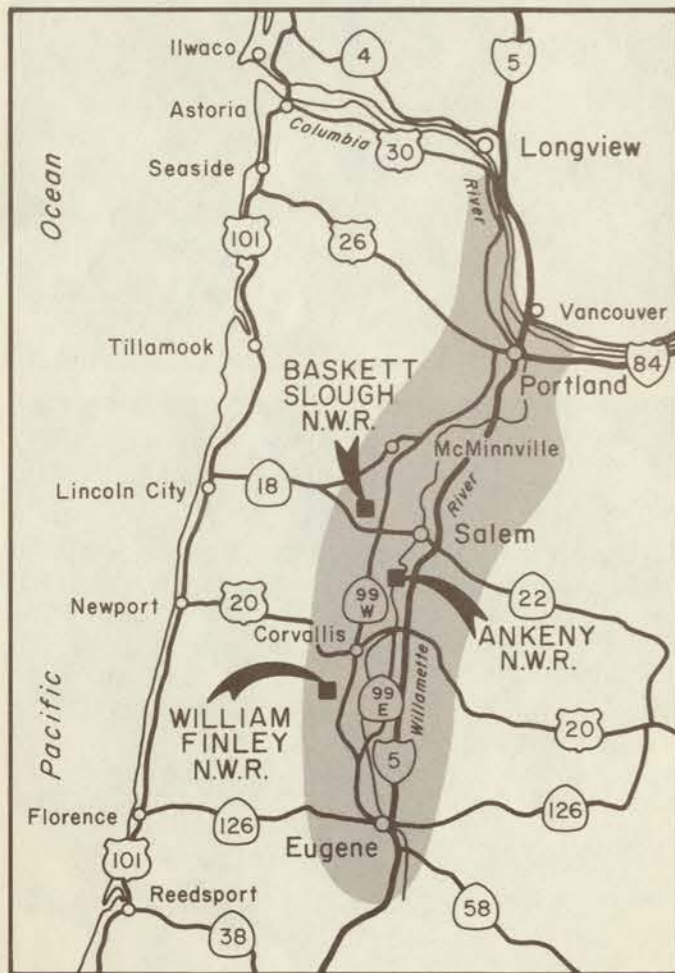 Ilwaco
4
5
Astoria
Columbia
30
Longview
Ocean
Seaside
River
101
26
Vancouver
Tillamook
84
Portland
BASKETT
SLOUGH
N.W.R.
McMinnville
Lincoln City
18
River
Salem
Newport
20
99
W
22
Corvallis
ANKENY
N.W.R.
Pacific
WILLIAM
FINLEY
N.W.R.
99
E
Willamette
20
5
Florence
126
126
Eugene
101
Reedsport
58
38